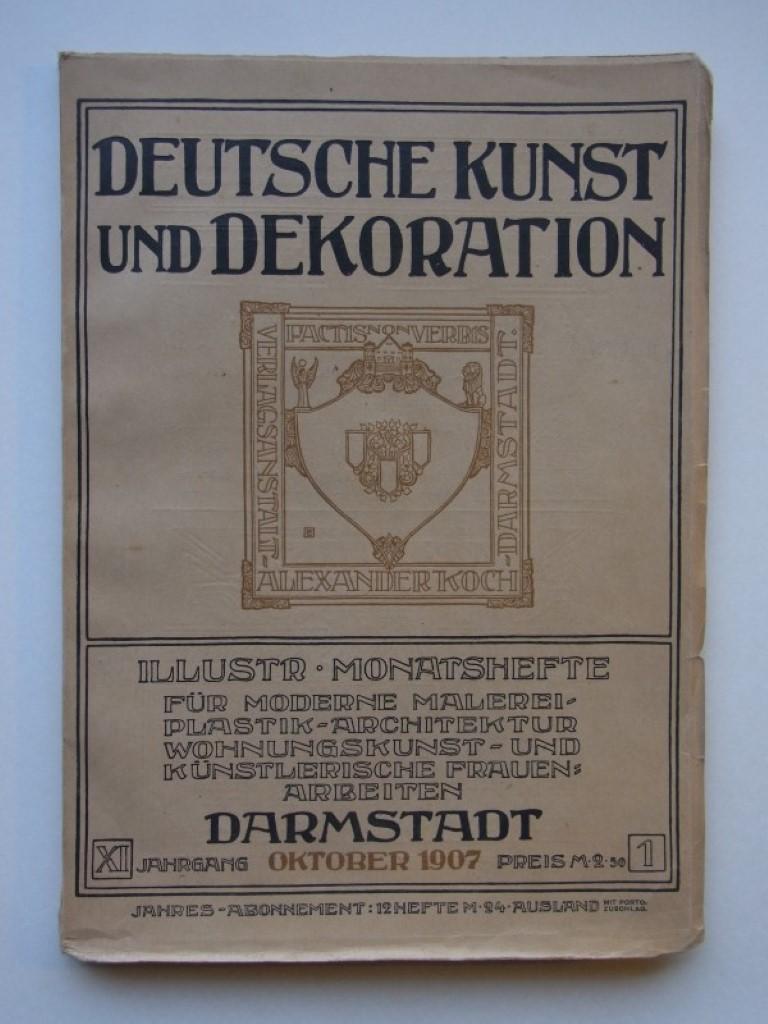 DEUTSCHE KUNST
UND DEKORATION
FACTIS NON VERBIS
VERLAGSANSTALT-
DARMSTADT.
-ALEXANDER KOCH-
ILLUSTR · MONATSHEFTE
FÜR MODERNE MALEREI-
PLASTIK-ARCHITEKTUR
WOHNUNGSKUNST-UND
KÜNSTLERISCHE FRAUEN=
ARBEITEN
DARMSTADT
XI JAHRGANG OKTOBER 1907 PREIS M·2·50 1
JAHRES-ABONNEMENT: 12 HEFTE M·24·AUSLAND MIT PORTO-
ZUSCHLAG.